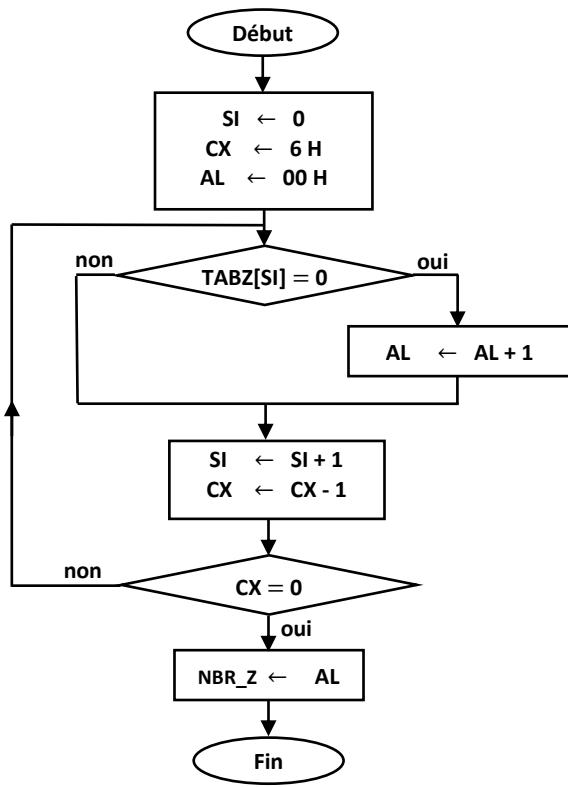 Début
SI ← 0
CX ← 6 H
AL ← 00 H
non
oui
TABZ[SI] = 0
AL ← AL + 1
SI ← SI + 1
CX ← CX - 1
non
CX = 0
oui
NBR_Z ← AL
Fin